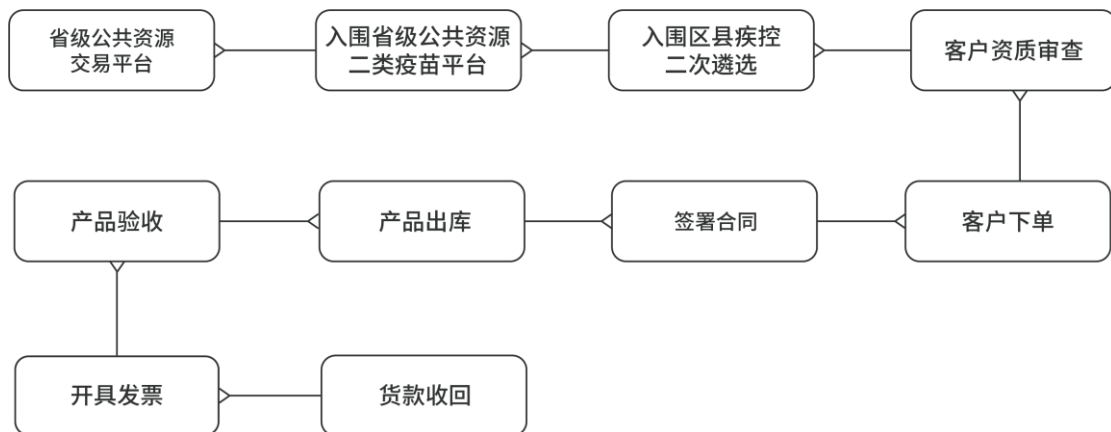 省级公共资源
交易平台
入围省级公共资源
二类疫苗平台
入围区县疾控
二次遴选
客户资质审查
客户下单
签署合同
产品出库
产品验收
开具发票
货款收回